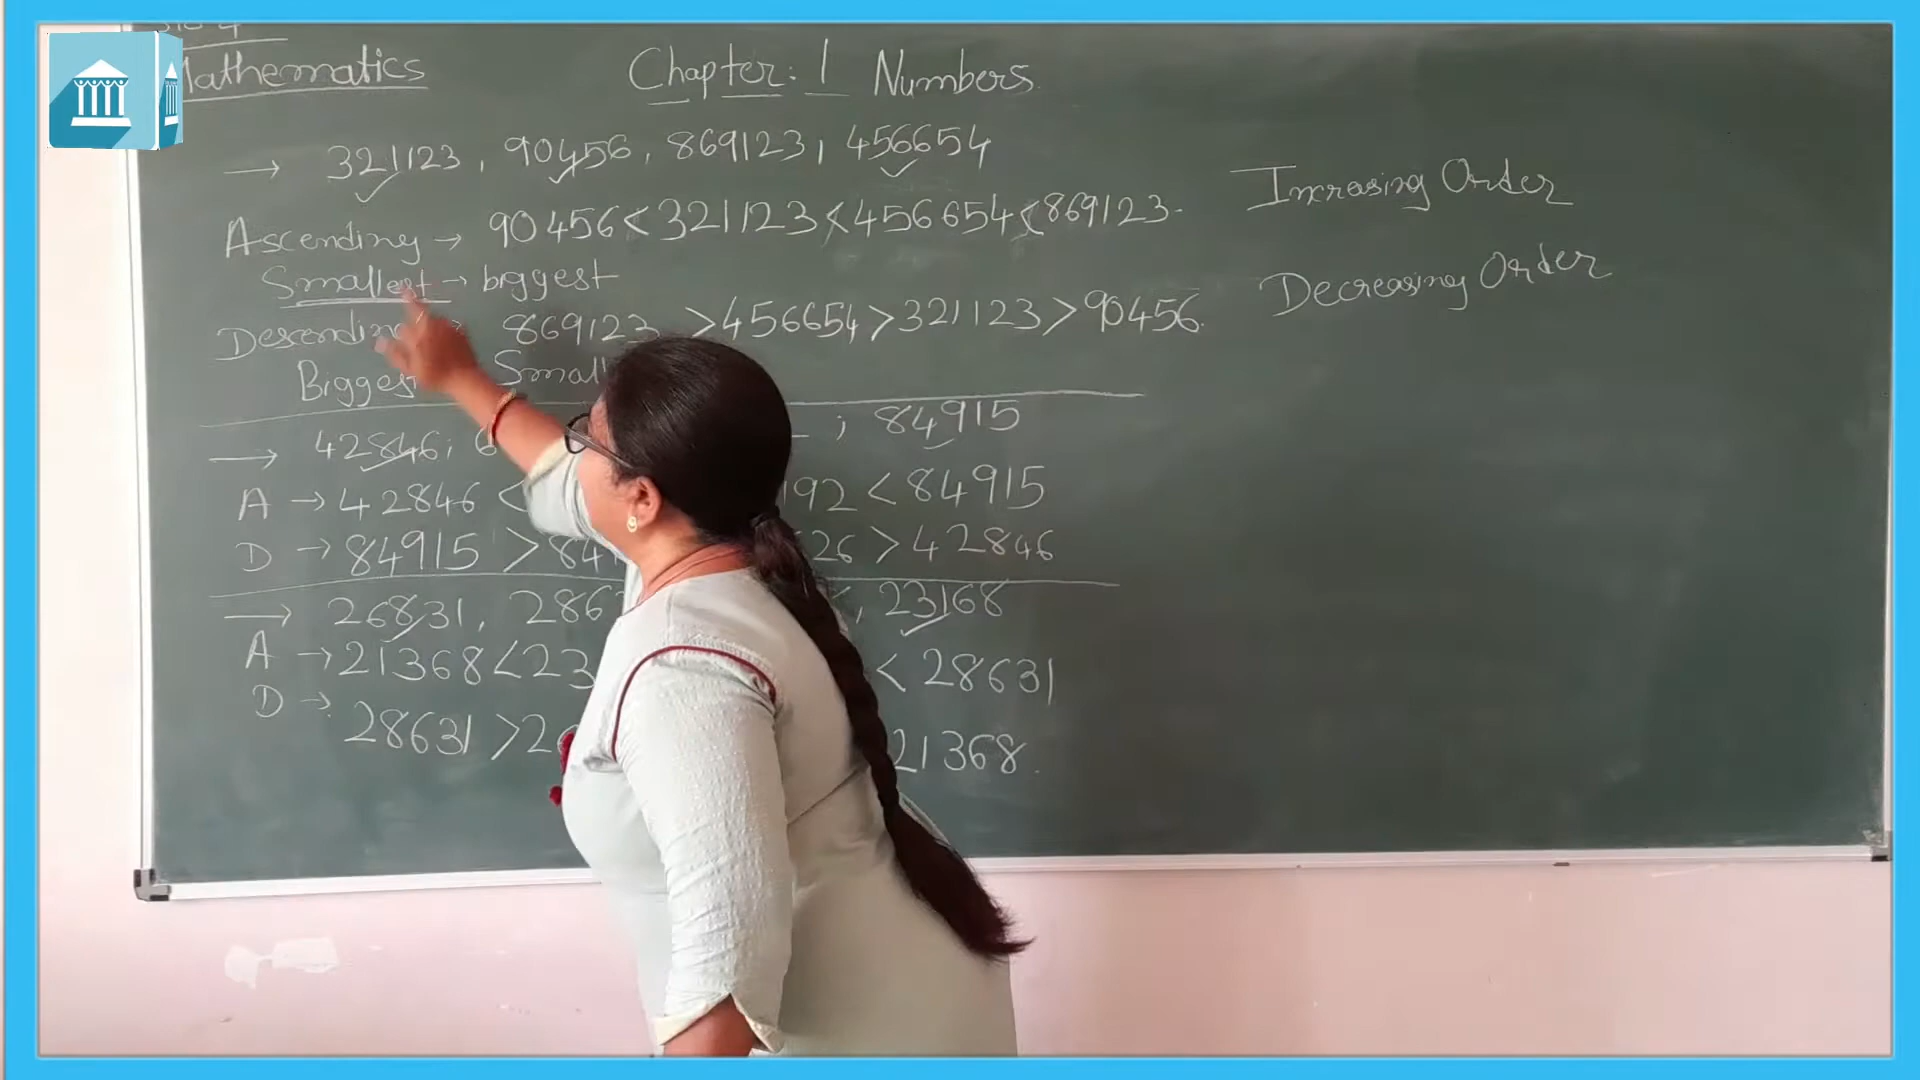 Mathematics
Chapter: 1 Numbers
→ 321123, 90456, 869123, 456654
Ascending → 90456 < 321123 < 456654 < 869123.
Smallest → biggest
Descending → 869123 > 456654 > 321123 > 90456.
Biggest Small
→ 42846; ; 84915
A → 42846 < 192 < 84915
D → 84915 > 84 26 > 42846
→ 26831, 286 , 23168
A → 21368 < 23 < 28631
D → 28631 > 2 21368.
Incrasing Order
Decreasing Order